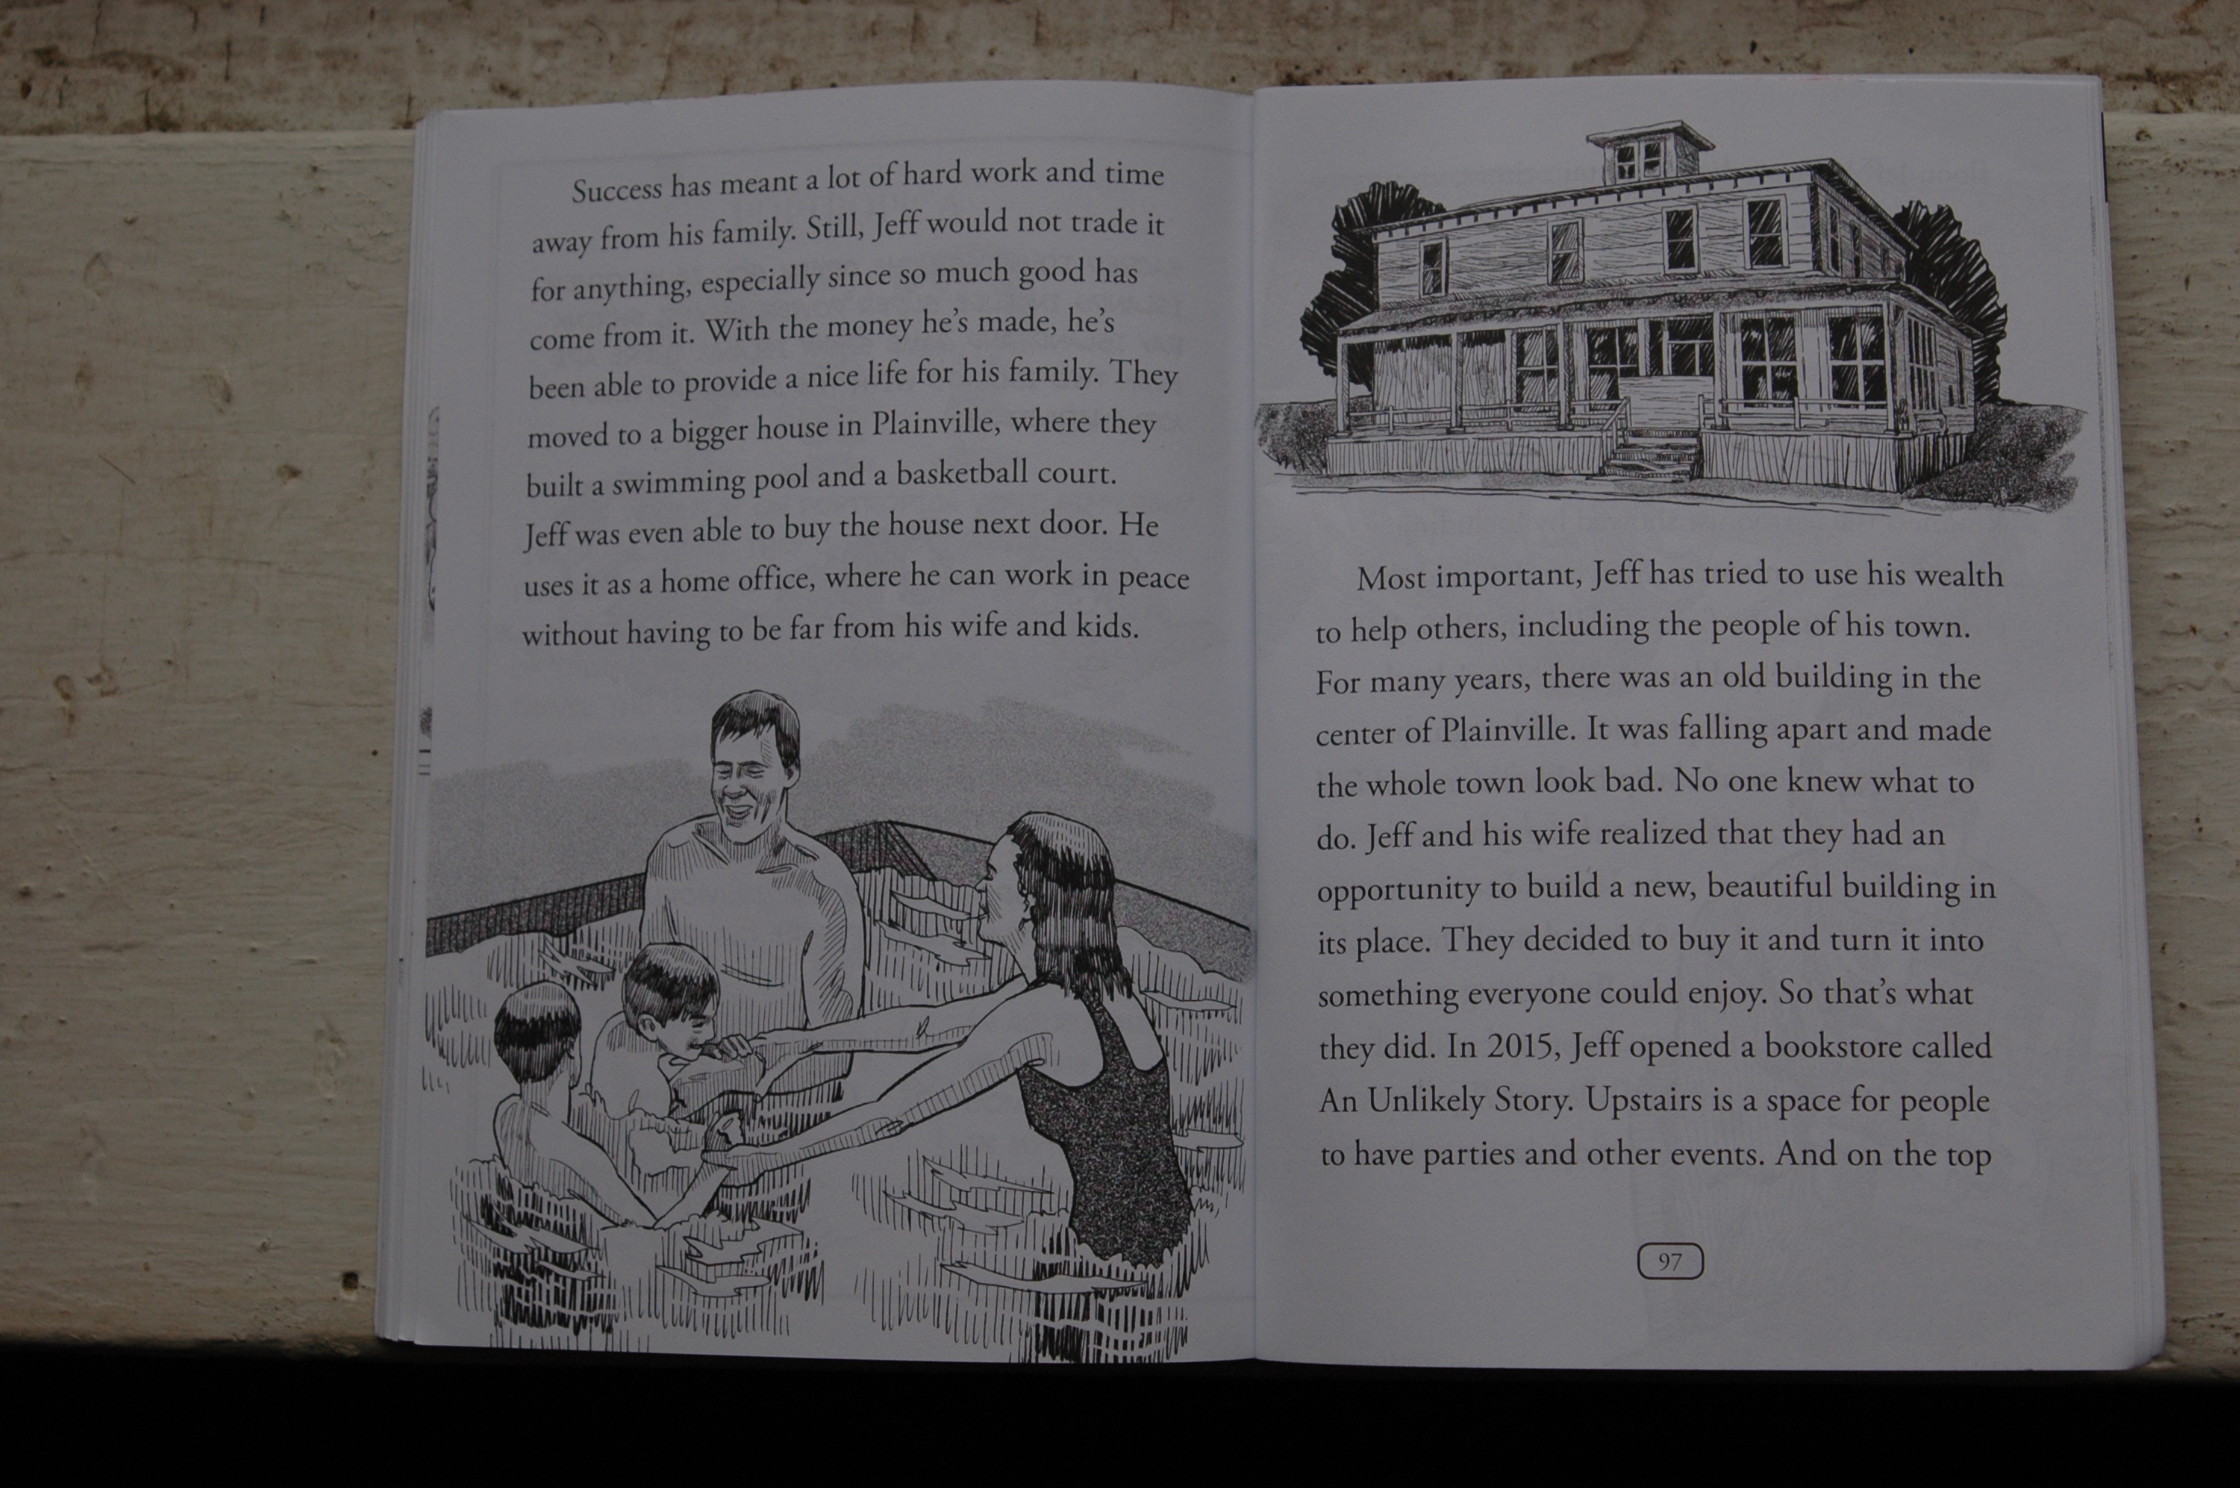 Success has meant a lot of hard work and time
away from his family. Still, Jeff would not trade it
for anything, especially since so much good has
come from it. With the money he's made, he's
been able to provide a nice life for his family. They
moved to a bigger house in Plainville, where they
built a swimming pool and a basketball court.
Jeff was even able to buy the house next door. He
uses it as a home office, where he can work in peace
without having to be far from his wife and kids.
Most important, Jeff has tried to use his wealth
to help others, including the people of his town.
For many years, there was an old building in the
center of Plainville. It was falling apart and made
the whole town look bad. No one knew what to
do. Jeff and his wife realized that they had an
opportunity to build a new, beautiful building in
its place. They decided to buy it and turn it into
something everyone could enjoy. So that's what
they did. In 2015, Jeff opened a bookstore called
An Unlikely Story. Upstairs is a space for people
to have parties and other events. And on the top
97